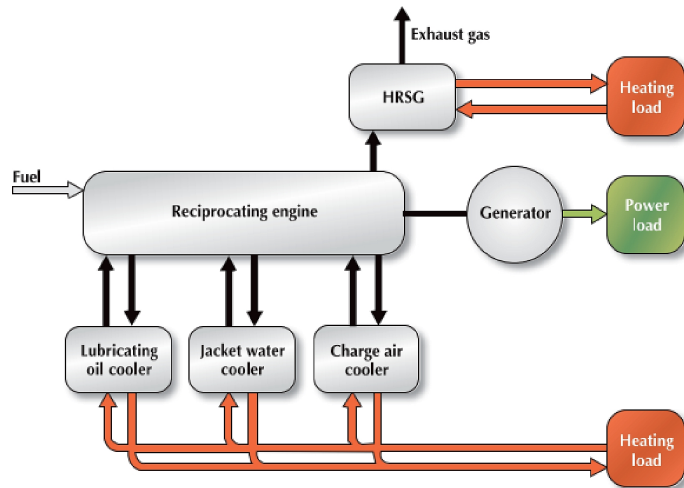 Exhaust gas
HRSG
Heating
load
Fuel
Reciprocating engine
Generator
Power
load
Lubricating
oil cooler
Jacket water
cooler
Charge air
cooler
Heating
load